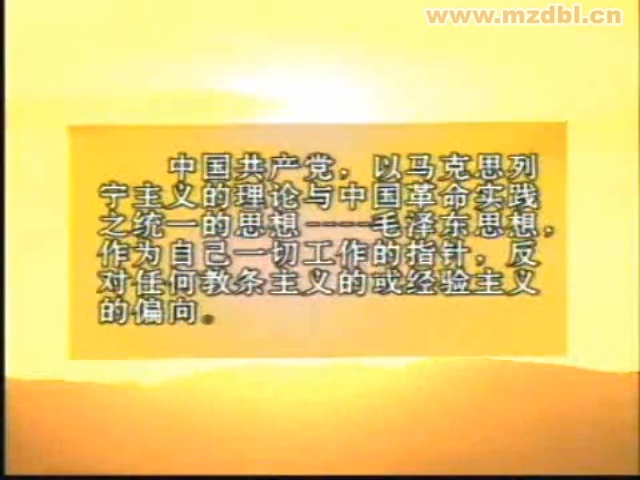 www.mzdbl.cn
中国共产党，以马克思列
宁主义的理论与中国革命实践
之统一的思想----毛泽东思想，
作为自己一切工作的指针，反
对任何教条主义的或经验主义
的偏向。